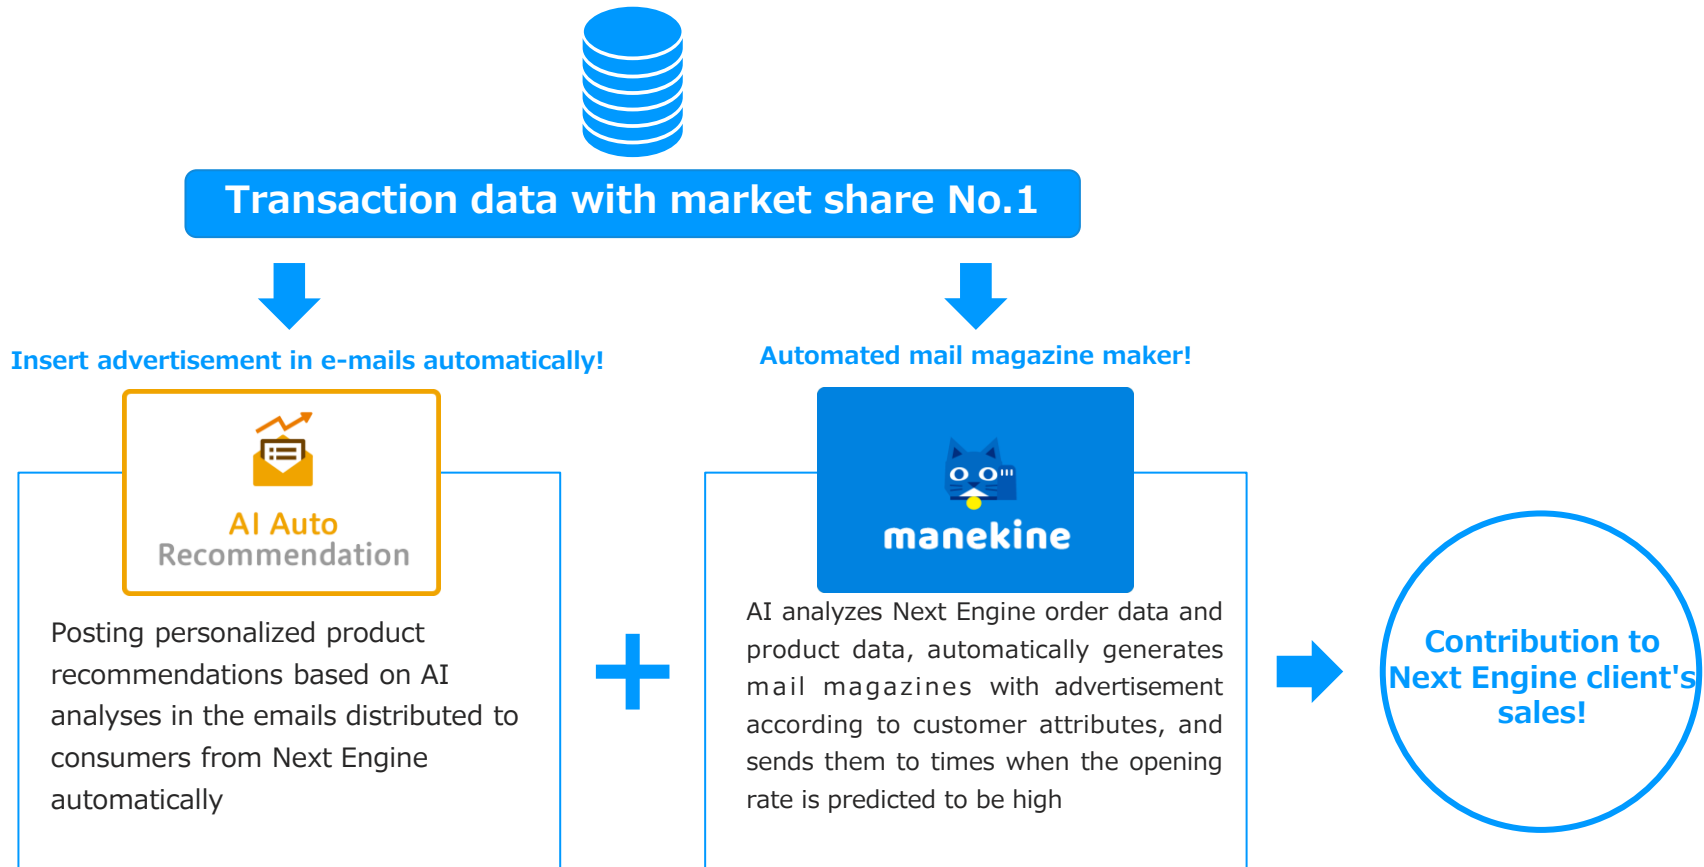 Transaction data with market share No.1
Insert advertisement in e-mails automatically!
AI Auto
Recommendation
Posting personalized product
recommendations based on AI
analyses in the emails distributed to
consumers from Next Engine
automatically
Automated mail magazine maker!
manekine
AI analyzes Next Engine order data and
product data, automatically generates
mail magazines with advertisement
according to customer attributes, and
sends them to times when the opening
rate is predicted to be high
Contribution to
Next Engine client's
sales!